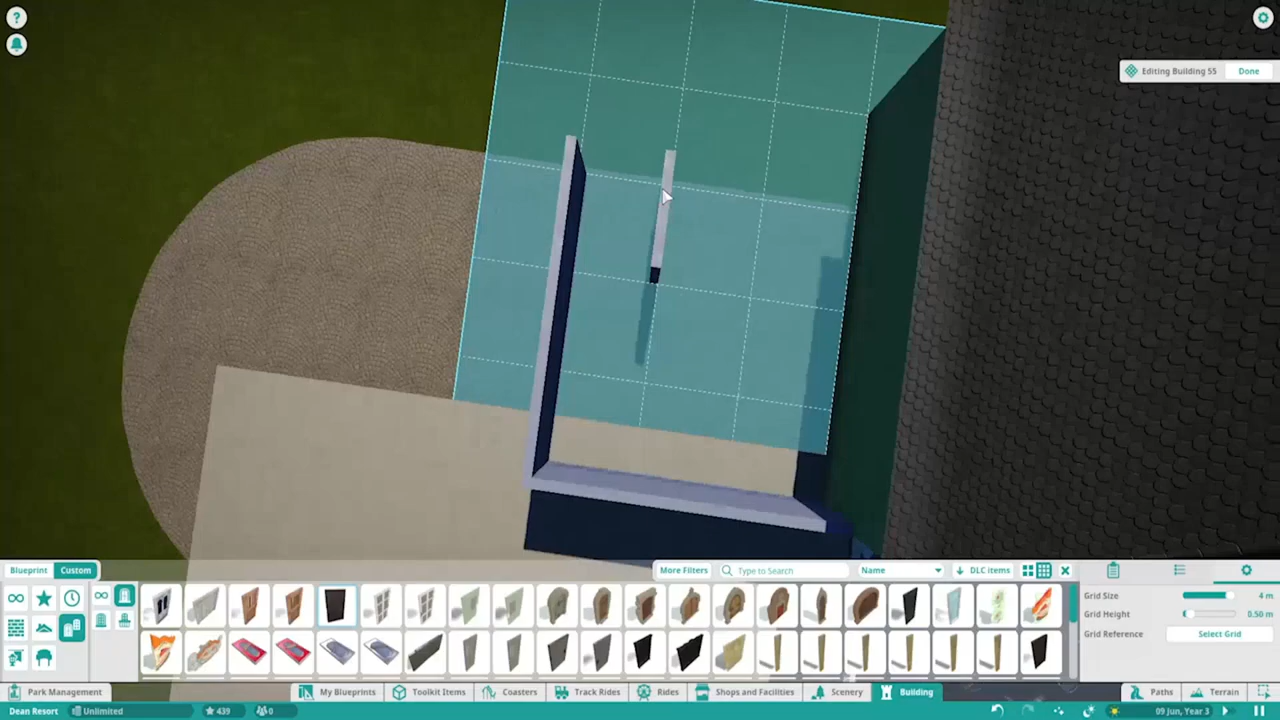 ?
Editing Building 55 Done
Blueprint Custom More Filters Type to Search Name DLC items
Grid Size 4 m
Grid Height 0.50 m
Grid Reference Select Grid
Park Management My Blueprints Toolkit Items Coasters Track Rides Rides Shops and Facilities Scenery Building Paths Terrain
Dean Resort Unlimited 439 0 09 Jun, Year 3